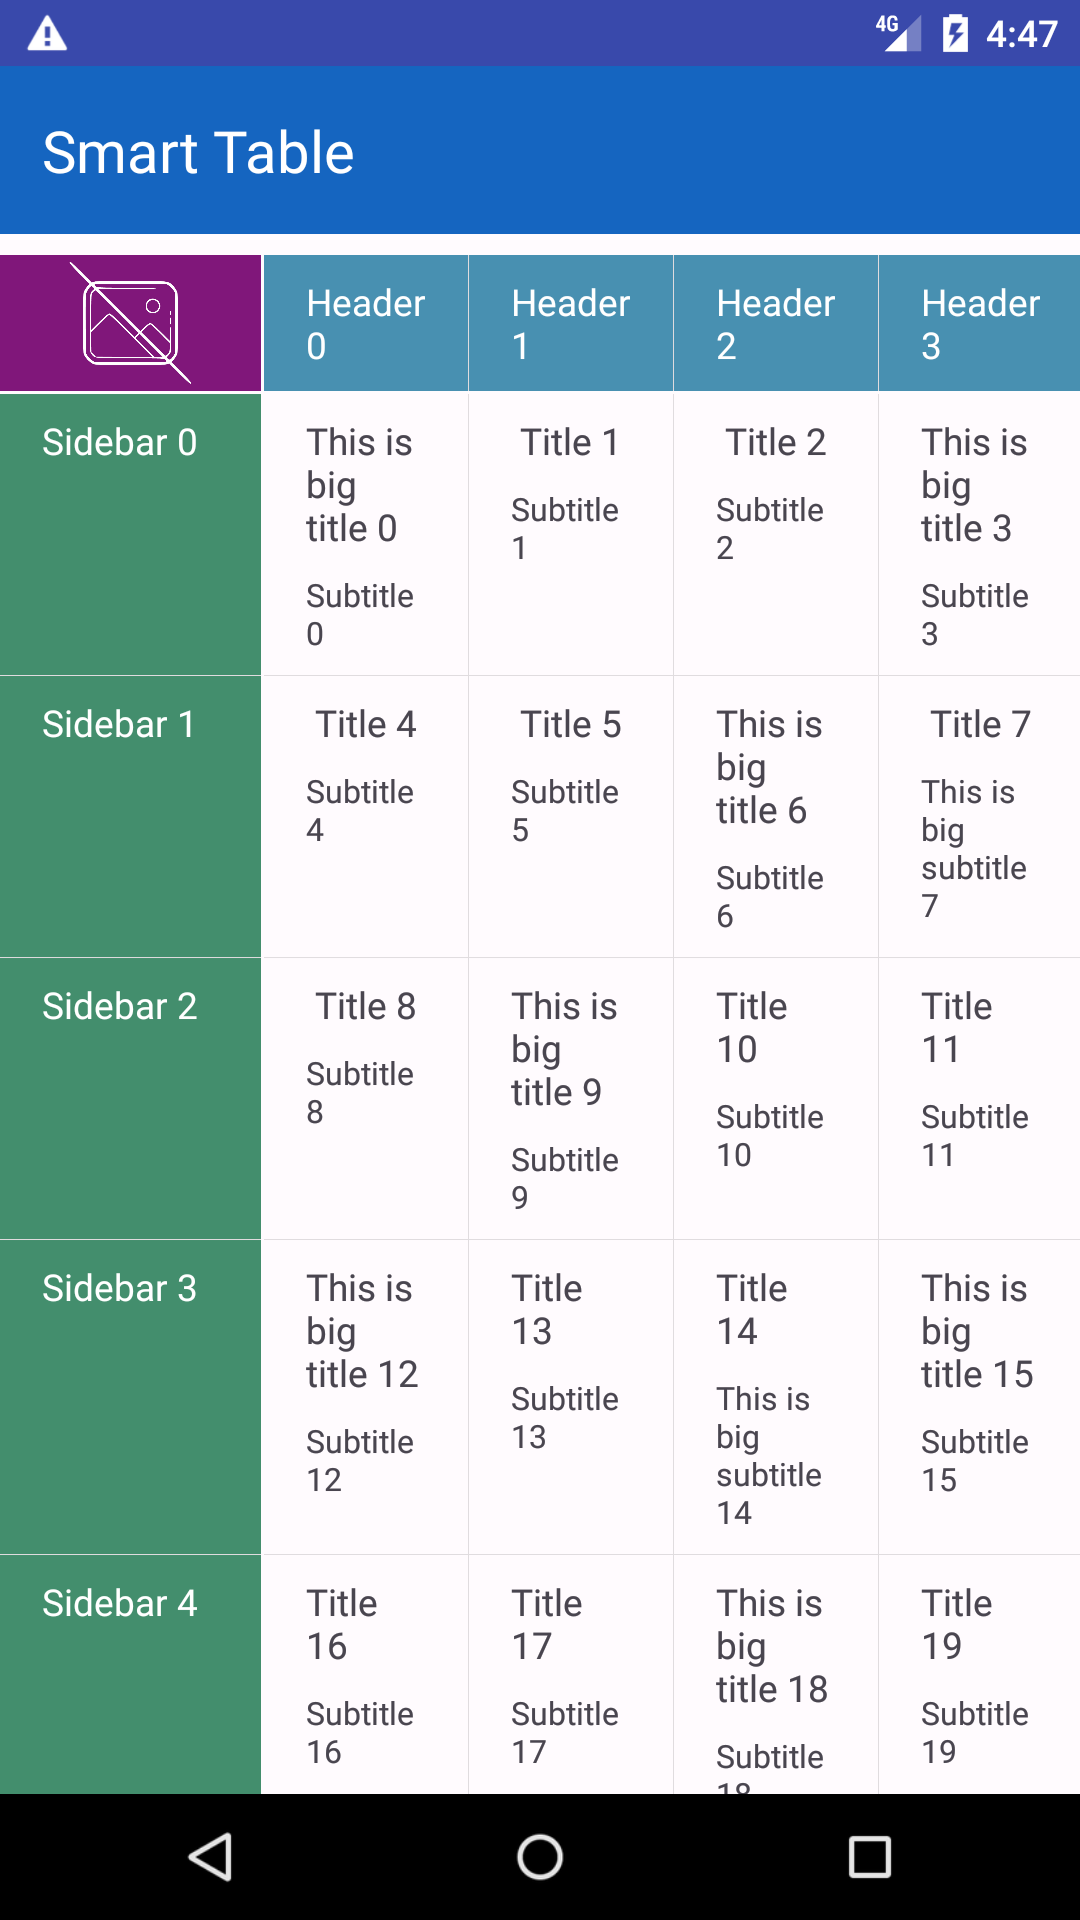 4G 4:47
Smart Table
Header 0
Header 1
Header 2
Header 3
Sidebar 0
This is
big
title 0
Subtitle
0
Title 1
Subtitle
1
Title 2
Subtitle
2
This is
big
title 3
Subtitle
3
Sidebar 1
Title 4
Subtitle
4
Title 5
Subtitle
5
This is
big
title 6
Subtitle
6
Title 7
This is
big
subtitle
7
Sidebar 2
Title 8
Subtitle
8
This is
big
title 9
Subtitle
9
Title
10
Subtitle
10
Title
11
Subtitle
11
Sidebar 3
This is
big
title 12
Subtitle
12
Title
13
Subtitle
13
Title
14
This is
big
subtitle
14
This is
big
title 15
Subtitle
15
Sidebar 4
Title
16
Subtitle
16
Title
17
Subtitle
17
This is
big
title 18
Subtitle
18
Title
19
Subtitle
19